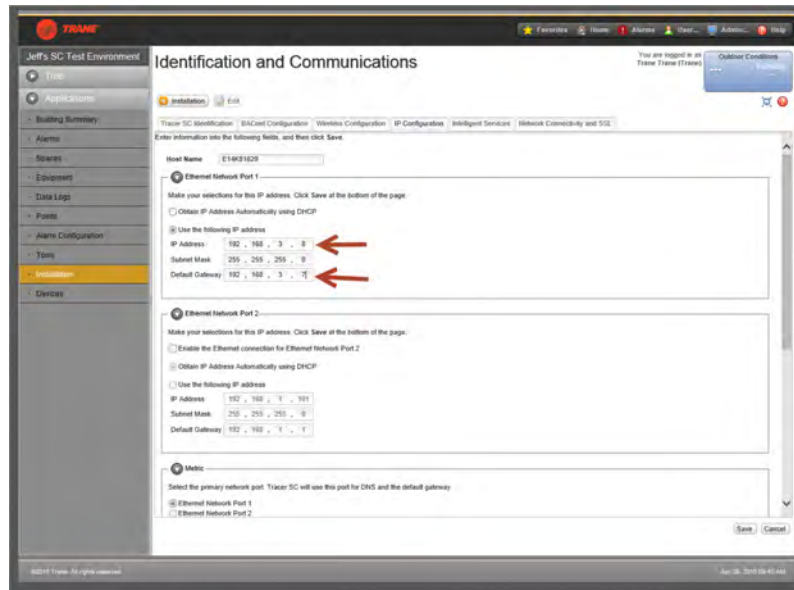 TRANE
Favorites Home Alarms User... Admin... Help
Jeff's SC Test Environment
Tree
Applications
Building Summary
Alarms
Spaces
Equipment
Data Logs
Points
Alarm Configuration
Tools
Installation
Devices
Identification and Communications
You are logged in as
Trane Trane (Trane)
Outdoor Conditions
Installation Edit
Tracer SC Identification BACnet Configuration Wireless Configuration IP Configuration Intelligent Services Network Connectivity and SSL
Enter information into the following fields, and then click Save.
Host Name E14K81629
Ethernet Network Port 1
Make your selections for this IP address. Click Save at the bottom of the page.
Obtain IP Address Automatically using DHCP
Use the following IP address
IP Address 192 . 168 . 3 . 8
Subnet Mask 255 . 255 . 255 . 0
Default Gateway 192 . 168 . 3 . 7
Ethernet Network Port 2
Make your selections for this IP address. Click Save at the bottom of the page.
Enable the Ethernet connection for Ethernet Network Port 2
Obtain IP Address Automatically using DHCP
Use the following IP address
IP Address 192 . 168 . 1 . 101
Subnet Mask 255 . 255 . 255 . 0
Default Gateway 192 . 168 . 1 . 1
Metric
Select the primary network port. Tracer SC will use this port for DNS and the default gateway
Ethernet Network Port 1
Ethernet Network Port 2
Save Cancel
Trane All rights reserved